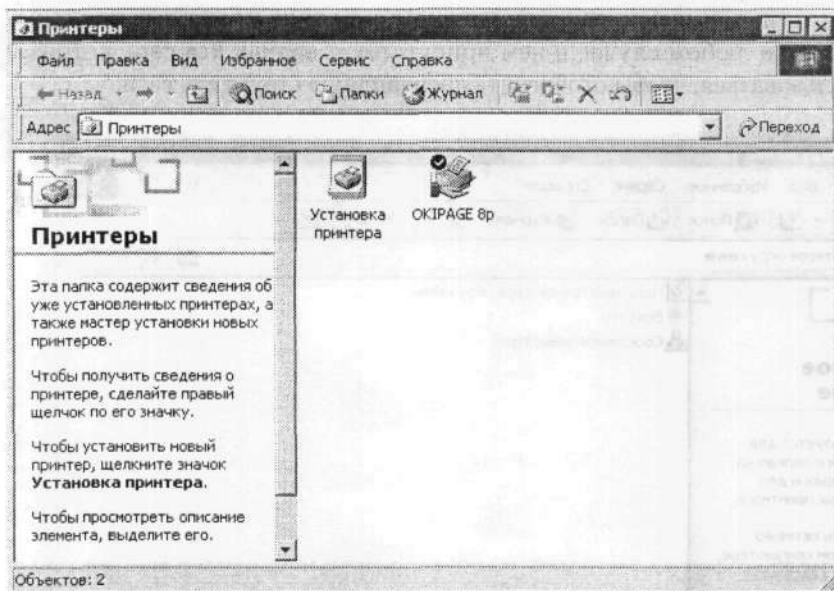 Принтеры
Файл Правка Вид Избранное Сервис Справка
Назад Поиск Папки Журнал
Адрес Принтеры Переход
Принтеры
Эта папка содержит сведения об
уже установленных принтерах, а
также мастер установки новых
принтеров.
Чтобы получить сведения о
принтере, сделайте правый
щелчок по его значку.
Чтобы установить новый
принтер, щелкните значок
Установка принтера.
Чтобы просмотреть описание
элемента, выделите его.
Установка
принтера
OKIPAGE 8p
Объектов: 2